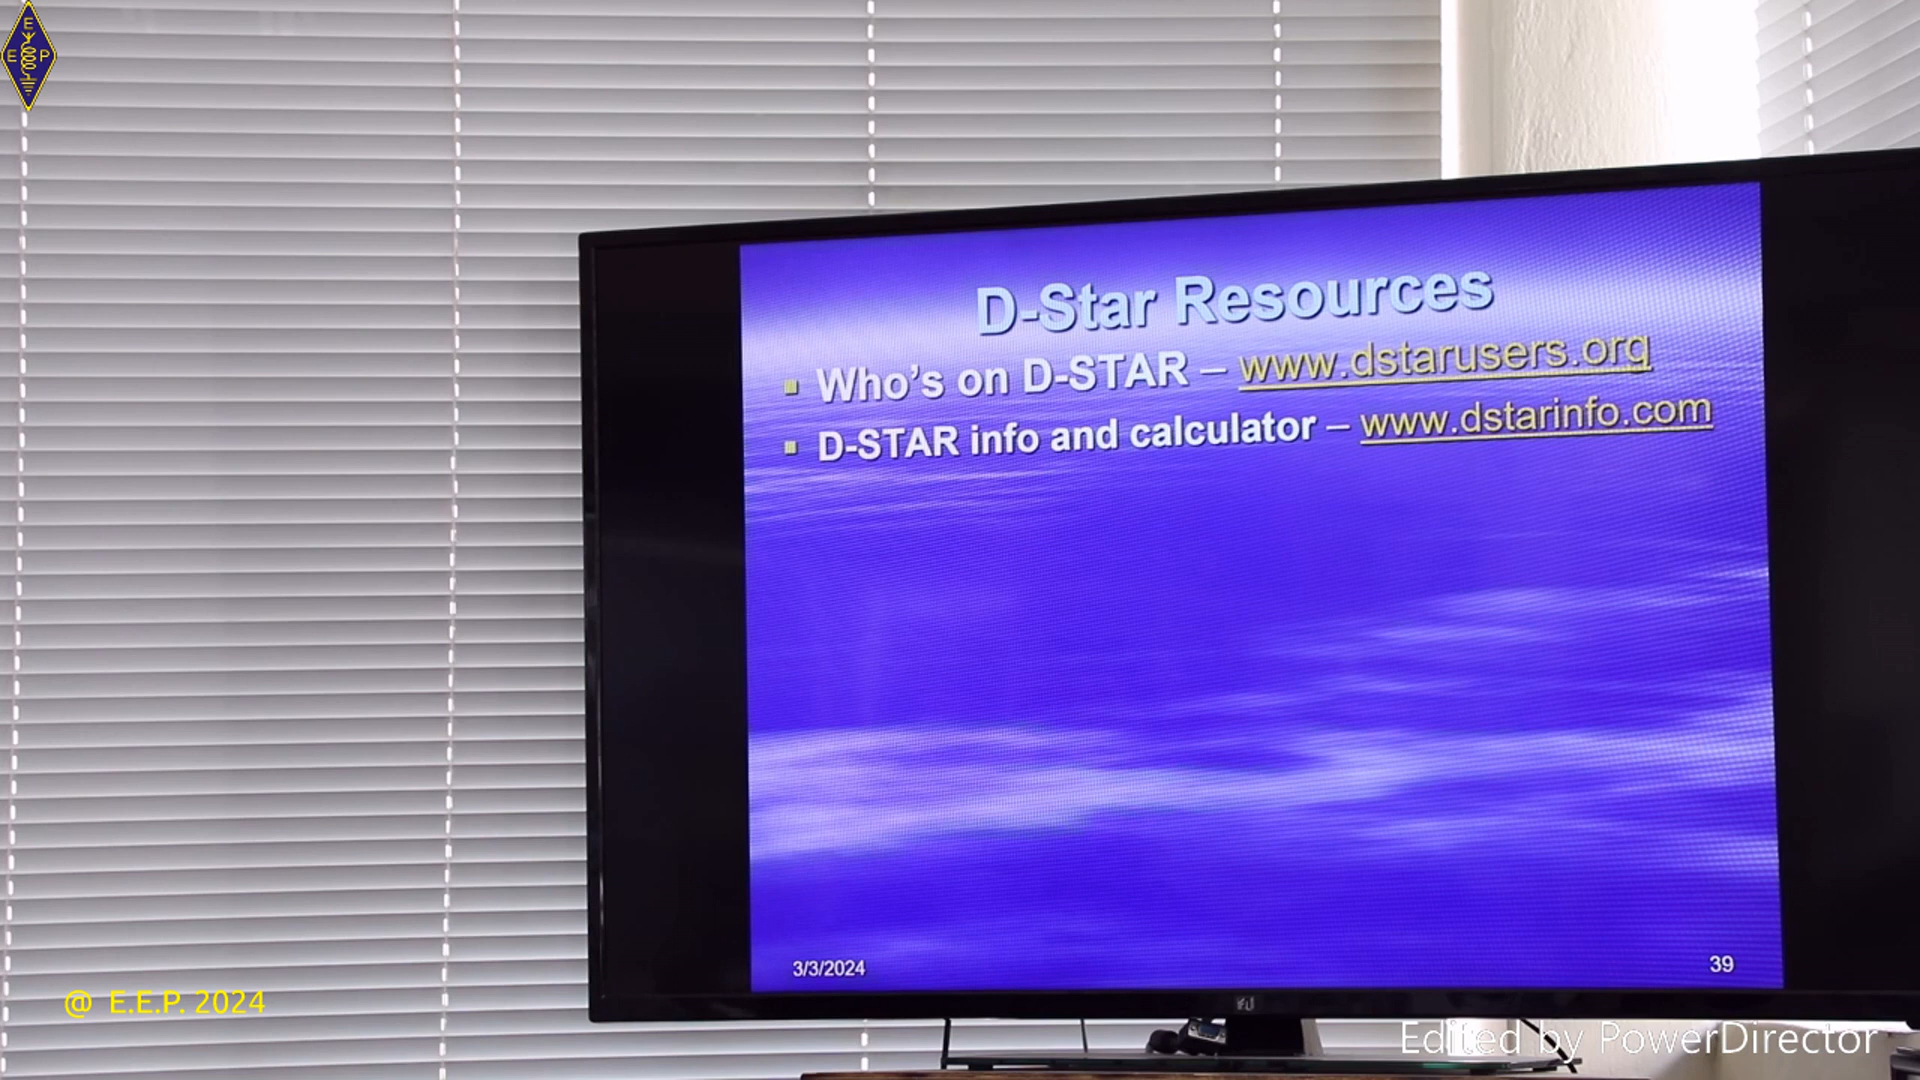 E
E P
D-Star Resources
Who's on D-STAR – www.dstarusers.org
D-STAR info and calculator – www.dstarinfo.com
3/3/2024
39
@ E.E.P. 2024
Edited by PowerDirector